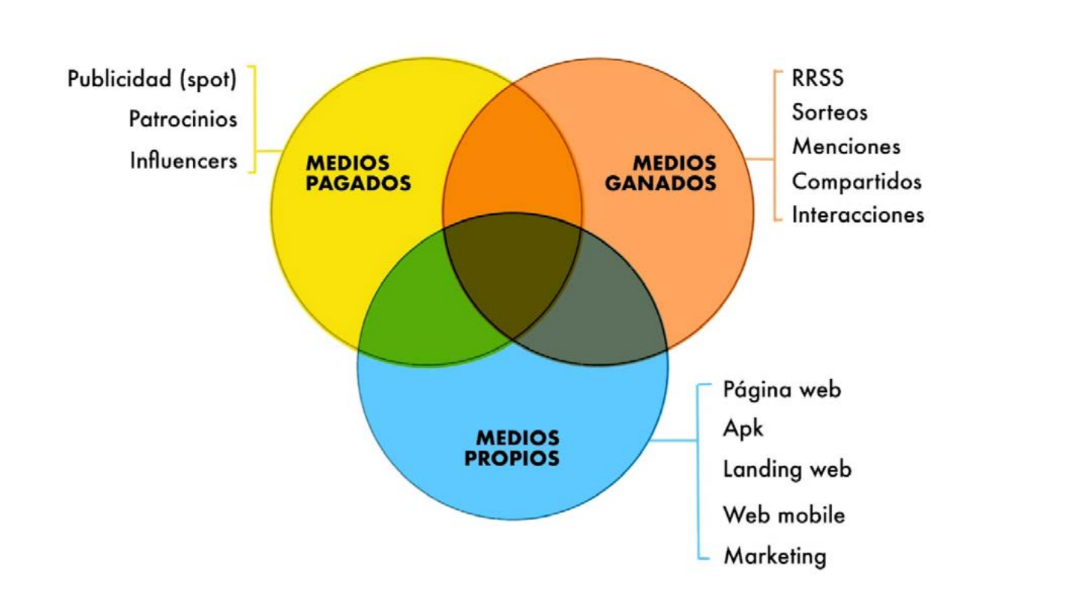 Publicidad (spot)
Patrocinios
Influencers
MEDIOS
PAGADOS
MEDIOS
GANADOS
RRSS
Sorteos
Menciones
Compartidos
Interacciones
MEDIOS
PROPIOS
Página web
Apk
Landing web
Web mobile
Marketing